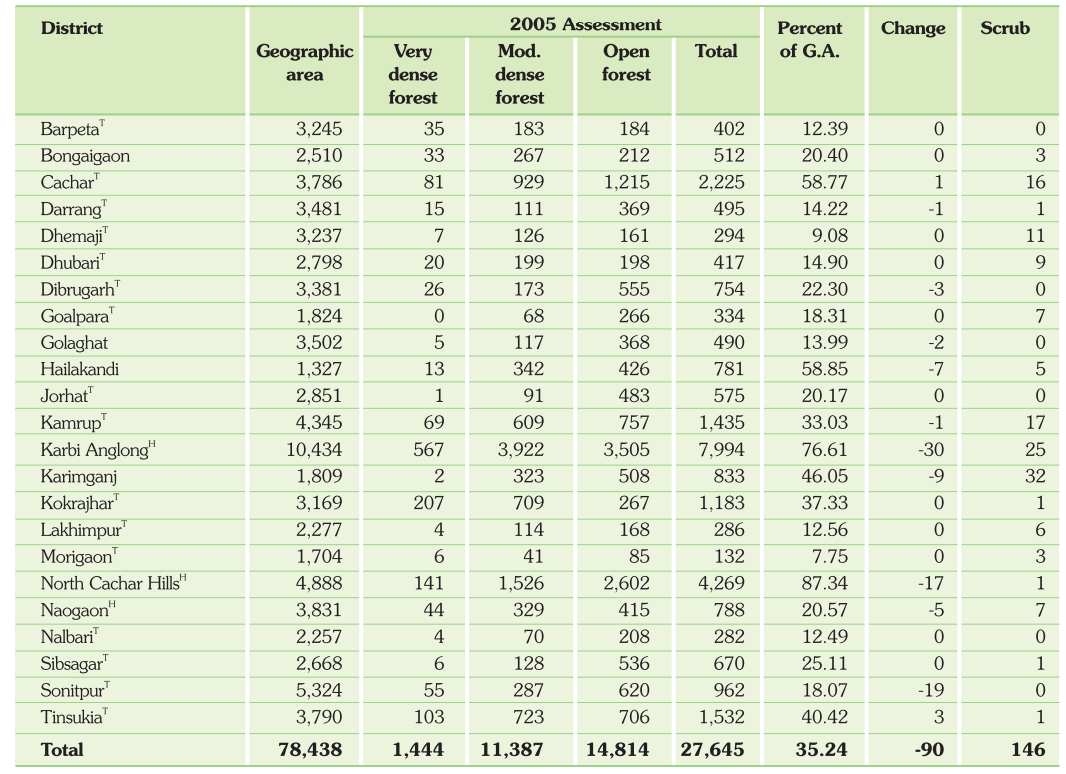 District 2005 Assessment Percent Change Scrub
Geographic Very Mod. Open Total of G.A.
area dense dense forest
forest forest
Barpeta^T 3,245 35 183 184 402 12.39 0 0
Bongaigaon 2,510 33 267 212 512 20.40 0 3
Cachar^T 3,786 81 929 1,215 2,225 58.77 1 16
Darrang^T 3,481 15 111 369 495 14.22 -1 1
Dhemaji^T 3,237 7 126 161 294 9.08 0 11
Dhubari^T 2,798 20 199 198 417 14.90 0 9
Dibrugarh^T 3,381 26 173 555 754 22.30 -3 0
Goalpara^T 1,824 0 68 266 334 18.31 0 7
Golaghat 3,502 5 117 368 490 13.99 -2 0
Hailakandi 1,327 13 342 426 781 58.85 -7 5
Jorhat^T 2,851 1 91 483 575 20.17 0 0
Kamrup^T 4,345 69 609 757 1,435 33.03 -1 17
Karbi Anglong^H 10,434 567 3,922 3,505 7,994 76.61 -30 25
Karimganj 1,809 2 323 508 833 46.05 -9 32
Kokrajhar^T 3,169 207 709 267 1,183 37.33 0 1
Lakhimpur^T 2,277 4 114 168 286 12.56 0 6
Morigaon^T 1,704 6 41 85 132 7.75 0 3
North Cachar Hills^H 4,888 141 1,526 2,602 4,269 87.34 -17 1
Naogaon^H 3,831 44 329 415 788 20.57 -5 7
Nalbari^T 2,257 4 70 208 282 12.49 0 0
Sibsagar^T 2,668 6 128 536 670 25.11 0 1
Sonitpur^T 5,324 55 287 620 962 18.07 -19 0
Tinsukia^T 3,790 103 723 706 1,532 40.42 3 1
Total 78,438 1,444 11,387 14,814 27,645 35.24 -90 146